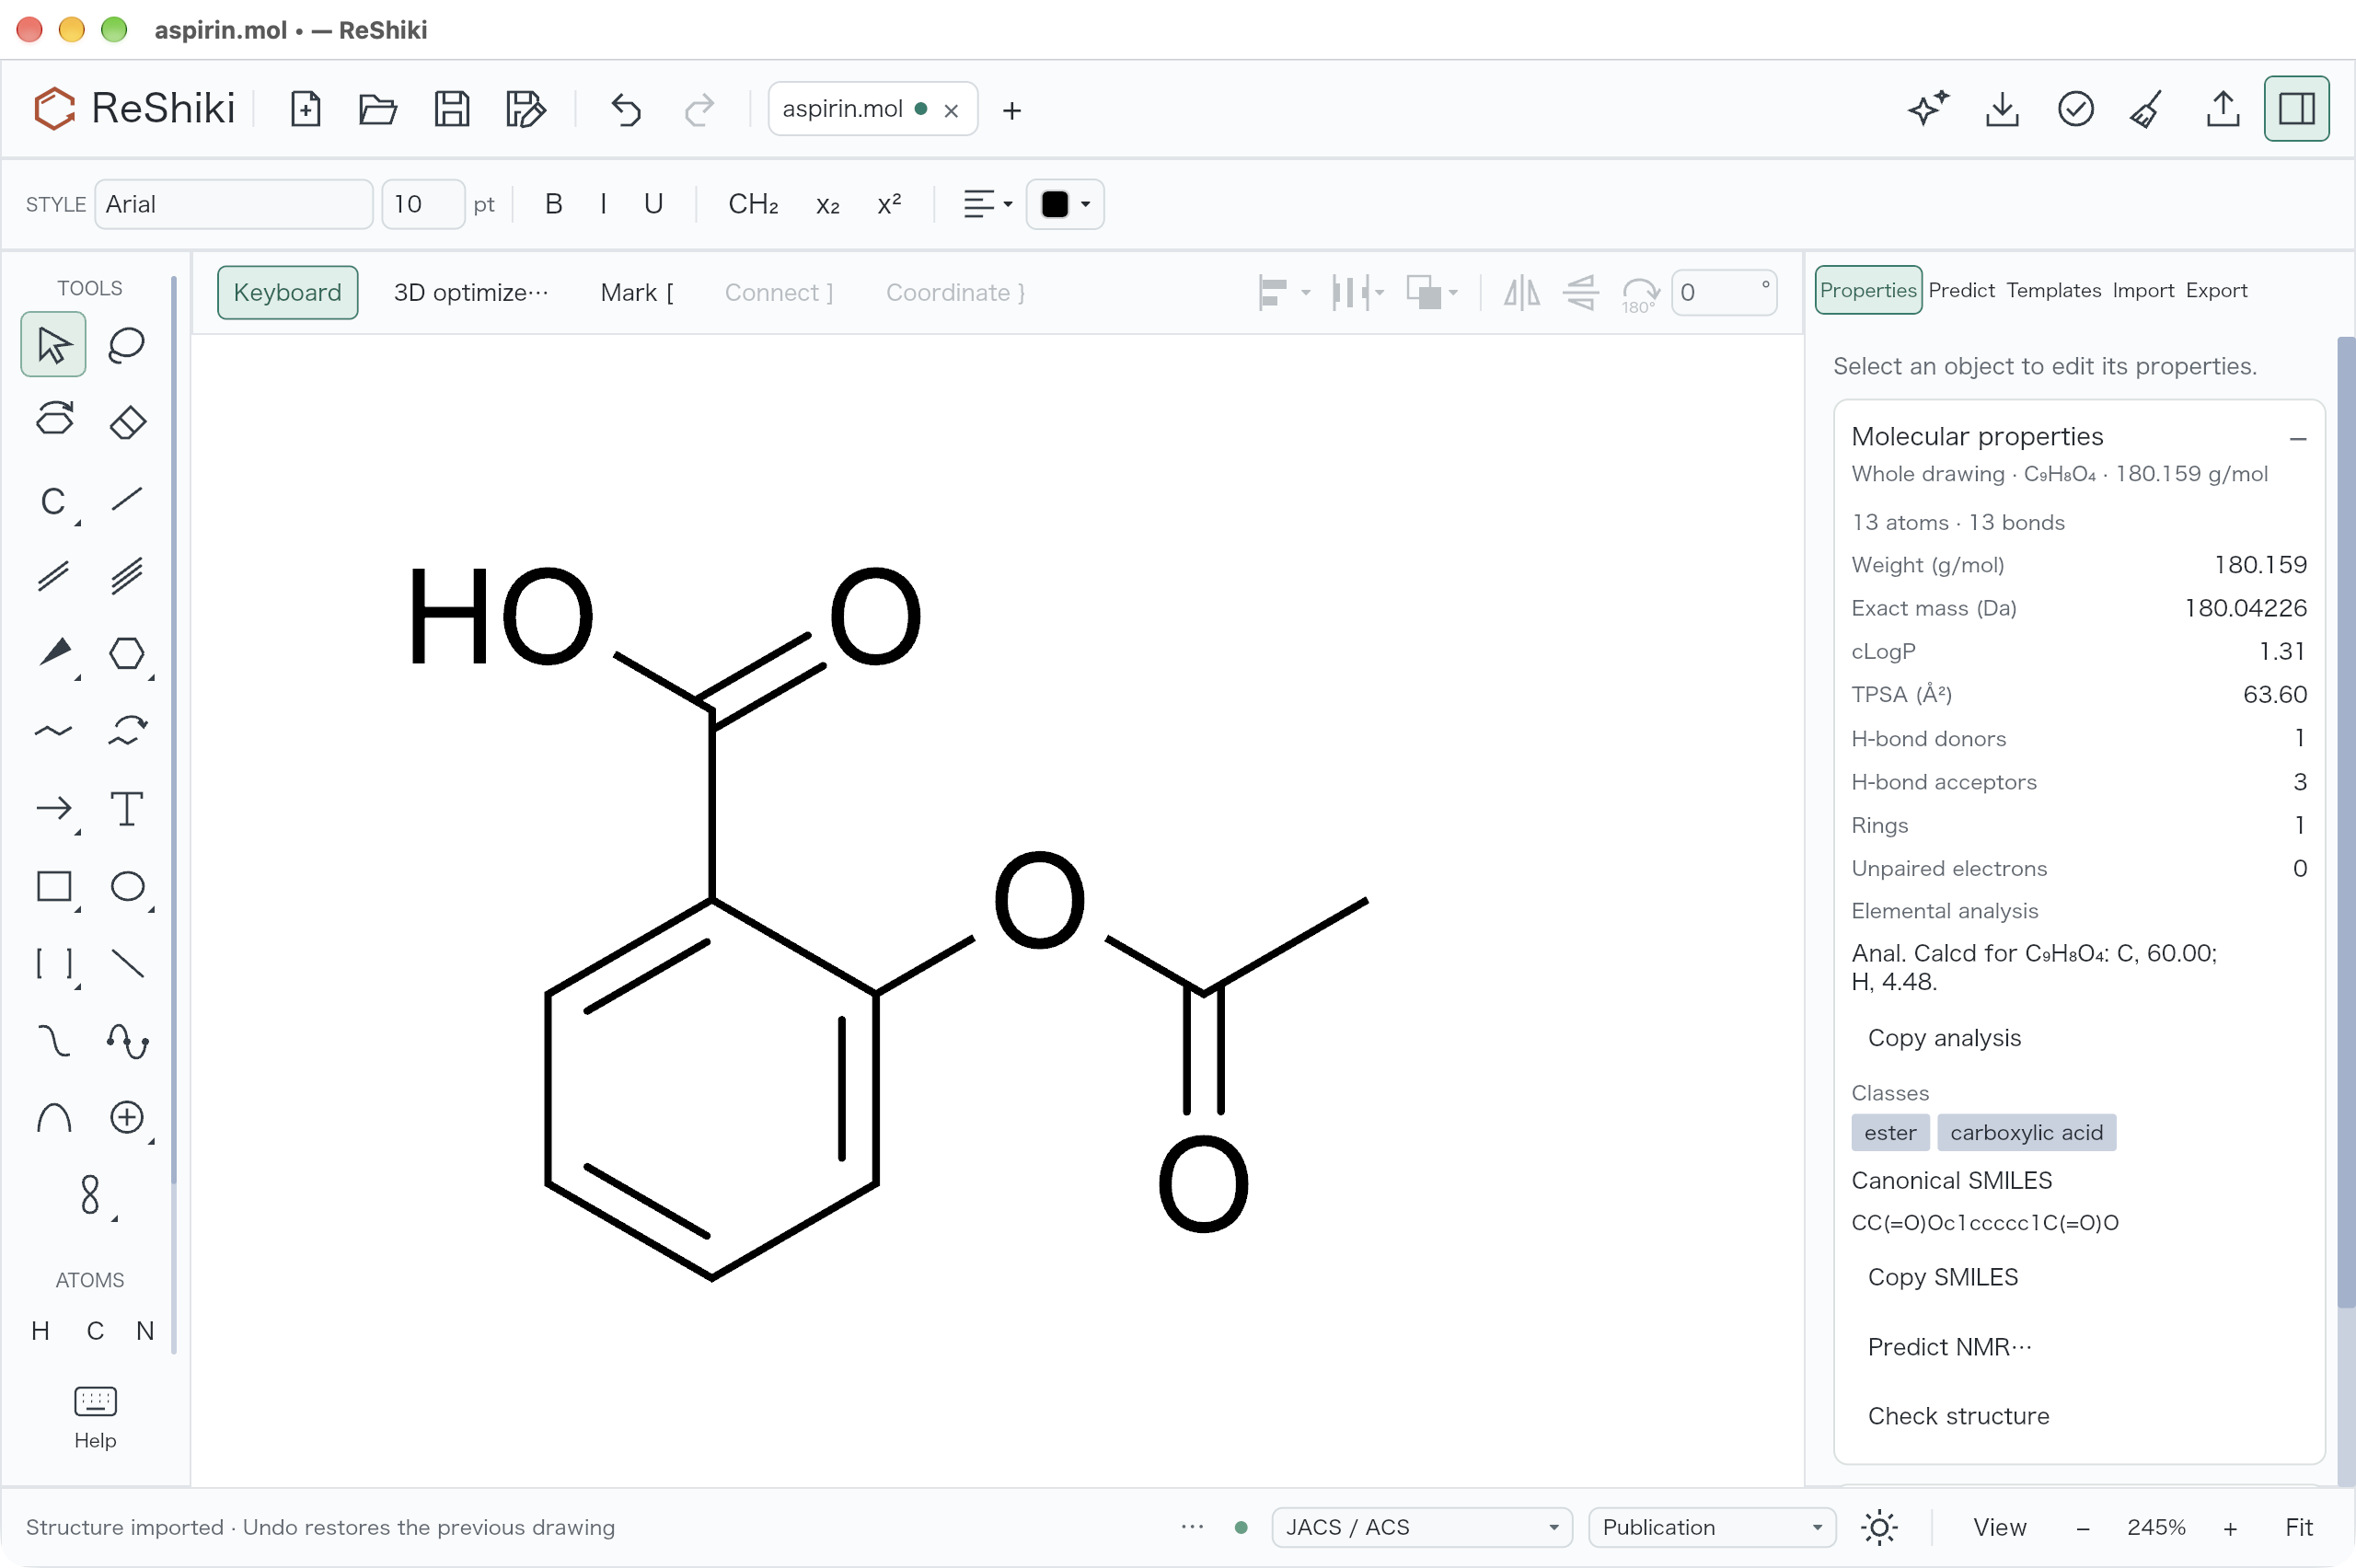 aspirin.mol • — ReShiki
ReShiki
aspirin.mol
STYLE Arial 10 pt B I U CH₂ x₂ x²
TOOLS
Keyboard 3D optimize⋯ Mark [ Connect ] Coordinate } 180° 0 °
Properties Predict Templates Import Export
C
T
[ ]
ATOMS
H C N
Help
HO O
O
O
Select an object to edit its properties.
Molecular properties
Whole drawing · C₉H₈O₄ · 180.159 g/mol
13 atoms · 13 bonds
Weight (g/mol) 180.159
Exact mass (Da) 180.04226
cLogP 1.31
TPSA (Å²) 63.60
H-bond donors 1
H-bond acceptors 3
Rings 1
Unpaired electrons 0
Elemental analysis
Anal. Calcd for C₉H₈O₄: C, 60.00;
H, 4.48.
Copy analysis
Classes
ester carboxylic acid
Canonical SMILES
CC(=O)Oc1ccccc1C(=O)O
Copy SMILES
Predict NMR⋯
Check structure
Structure imported · Undo restores the previous drawing
⋯ JACS / ACS Publication View − 245% + Fit